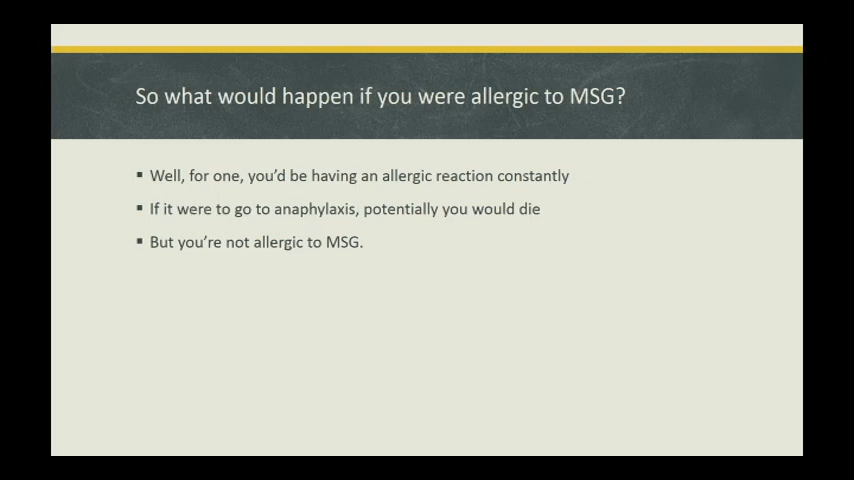 So what would happen if you were allergic to MSG?
▪ Well, for one, you’d be having an allergic reaction constantly
▪ If it were to go to anaphylaxis, potentially you would die
▪ But you’re not allergic to MSG.